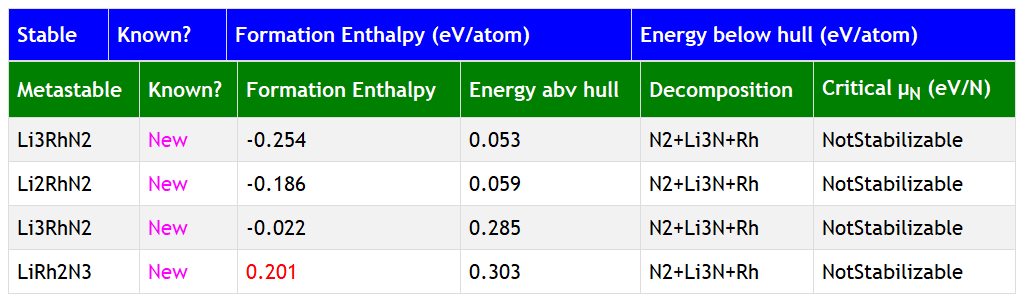 Stable Known? Formation Enthalpy (eV/atom) Energy below hull (eV/atom)
Metastable Known? Formation Enthalpy Energy abv hull Decomposition Critical μN (eV/N)
Li3RhN2 New -0.254 0.053 N2+Li3N+Rh NotStabilizable
Li2RhN2 New -0.186 0.059 N2+Li3N+Rh NotStabilizable
Li3RhN2 New -0.022 0.285 N2+Li3N+Rh NotStabilizable
LiRh2N3 New 0.201 0.303 N2+Li3N+Rh NotStabilizable